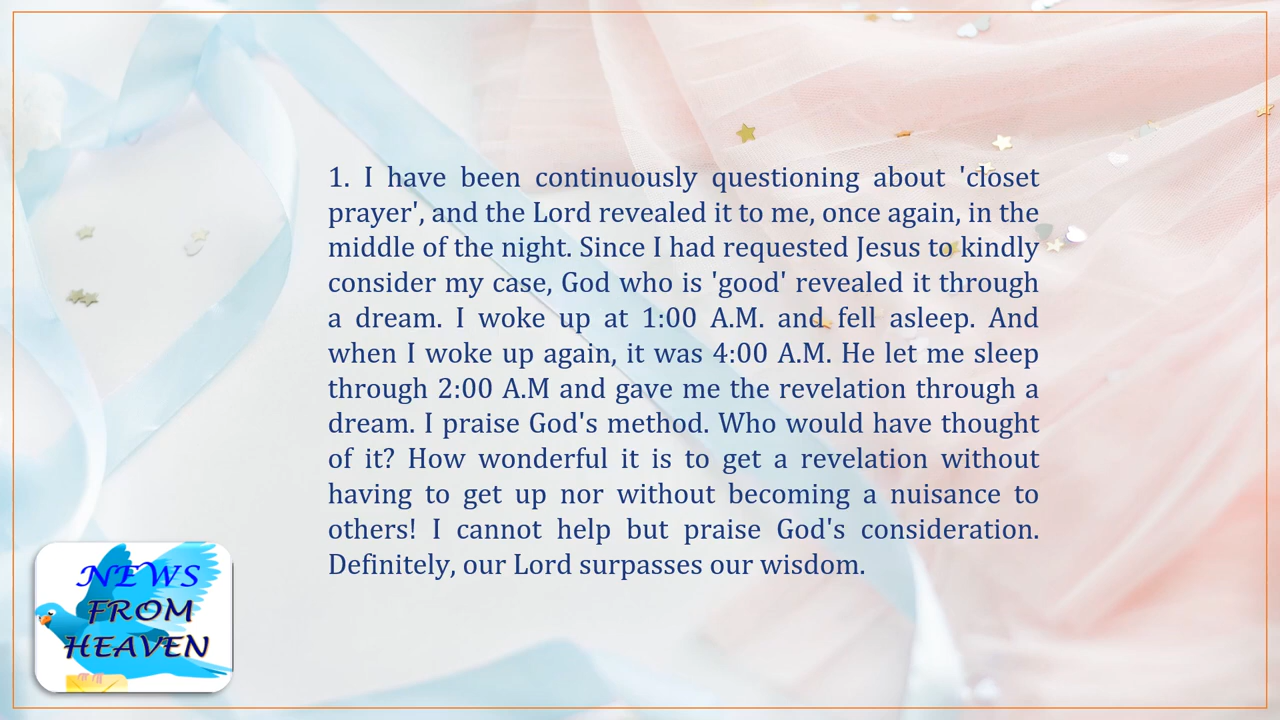 1. I have been continuously questioning about 'closet
prayer', and the Lord revealed it to me, once again, in the
middle of the night. Since I had requested Jesus to kindly
consider my case, God who is 'good' revealed it through
a dream. I woke up at 1:00 A.M. and fell asleep. And
when I woke up again, it was 4:00 A.M. He let me sleep
through 2:00 A.M and gave me the revelation through a
dream. I praise God's method. Who would have thought
of it? How wonderful it is to get a revelation without
having to get up nor without becoming a nuisance to
others! I cannot help but praise God's consideration.
Definitely, our Lord surpasses our wisdom.
NEWS
FROM
HEAVEN